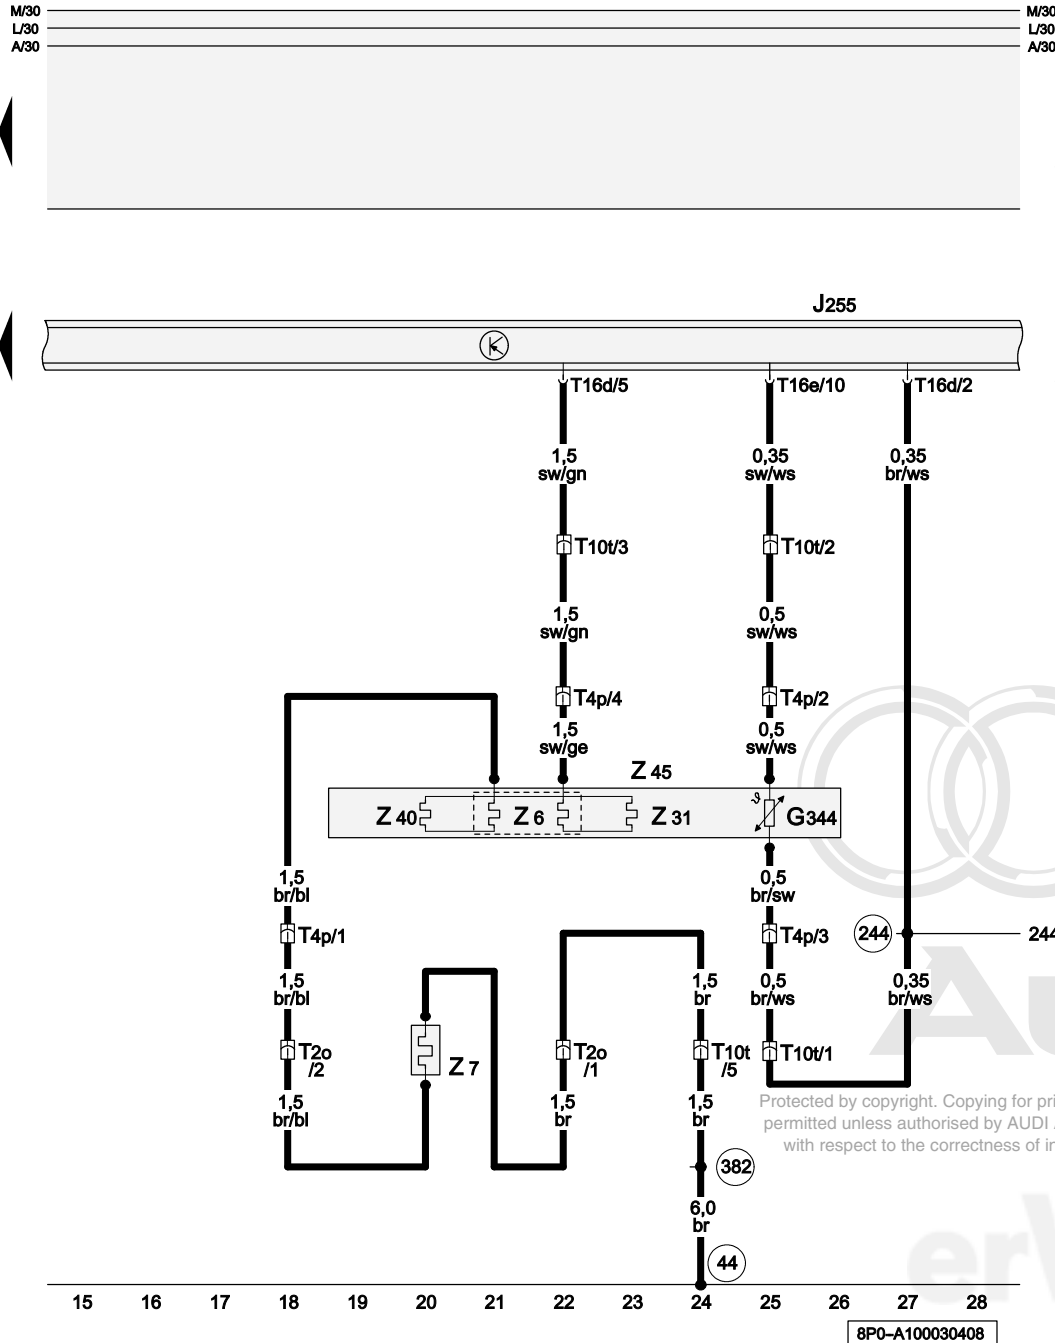 M/30 M/30
L/30 L/30
A/30 A/30
J255
T16d/5 T16e/10 T16d/2
1,5 0,35 0,35
sw/gn sw/ws br/ws
T10t/3 T10t/2
1,5 0,5
sw/gn sw/ws
T4p/4 T4p/2
1,5 0,5
sw/ge sw/ws
Z 45
Z 40 Z 6 Z 31 G344
ϑ
1,5 0,5
br/bl br/sw
T4p/1 T4p/3 244 244
1,5 1,5 0,5 0,35
br/bl br br/ws br/ws
T2o T2o T10t T10t/1
/2 Z 7 /1 /5
1,5 1,5 1,5
br/bl br br
Protected by copyright. Copying for
permitted unless authorised by AUDI
with respect to the correctness of
382
6,0
br
44
15 16 17 18 19 20 21 22 23 24 25 26 27 28
8P0-A100030408